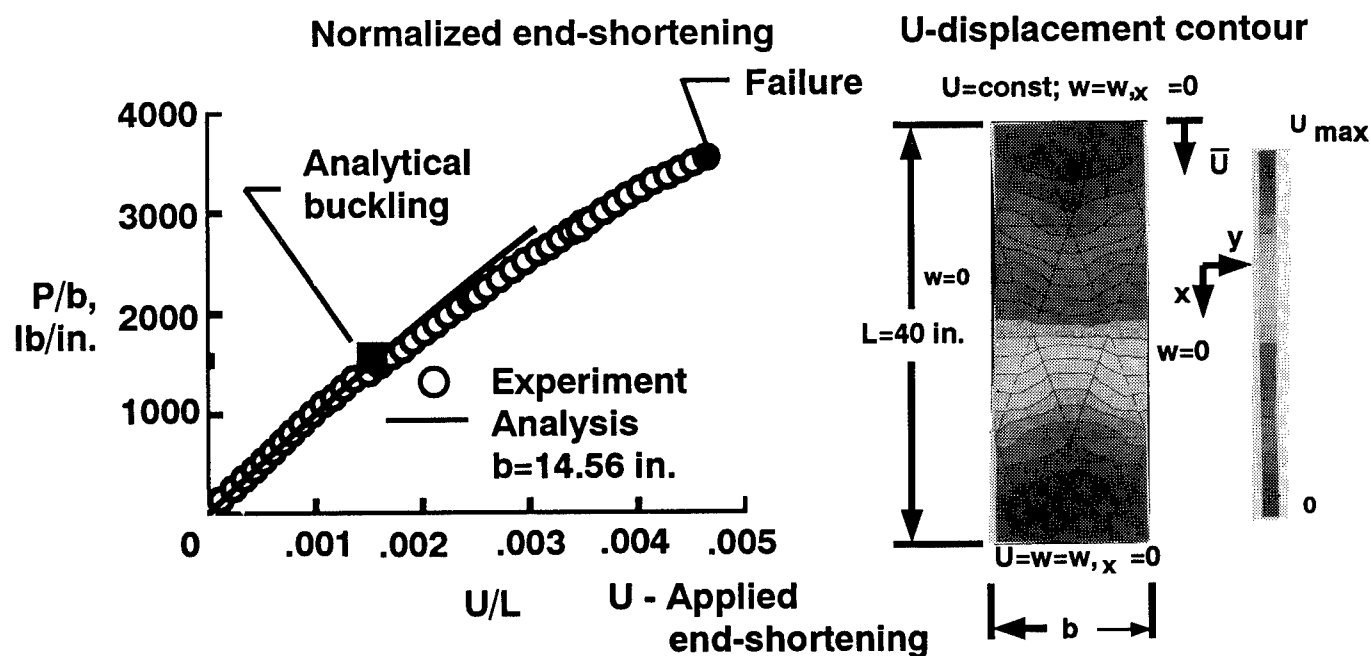 Normalized end-shortening
Failure
4000
3000
2000
1000
P/b,
lb/in.
Analytical
buckling
Experiment
Analysis
b=14.56 in.
0 .001 .002 .003 .004 .005
U/L
U - Applied
end-shortening
U-displacement contour
U=const; w=w,x =0
U max
U̅
y
x
w=0
L=40 in.
w=0
0
U=w=w,x =0
b